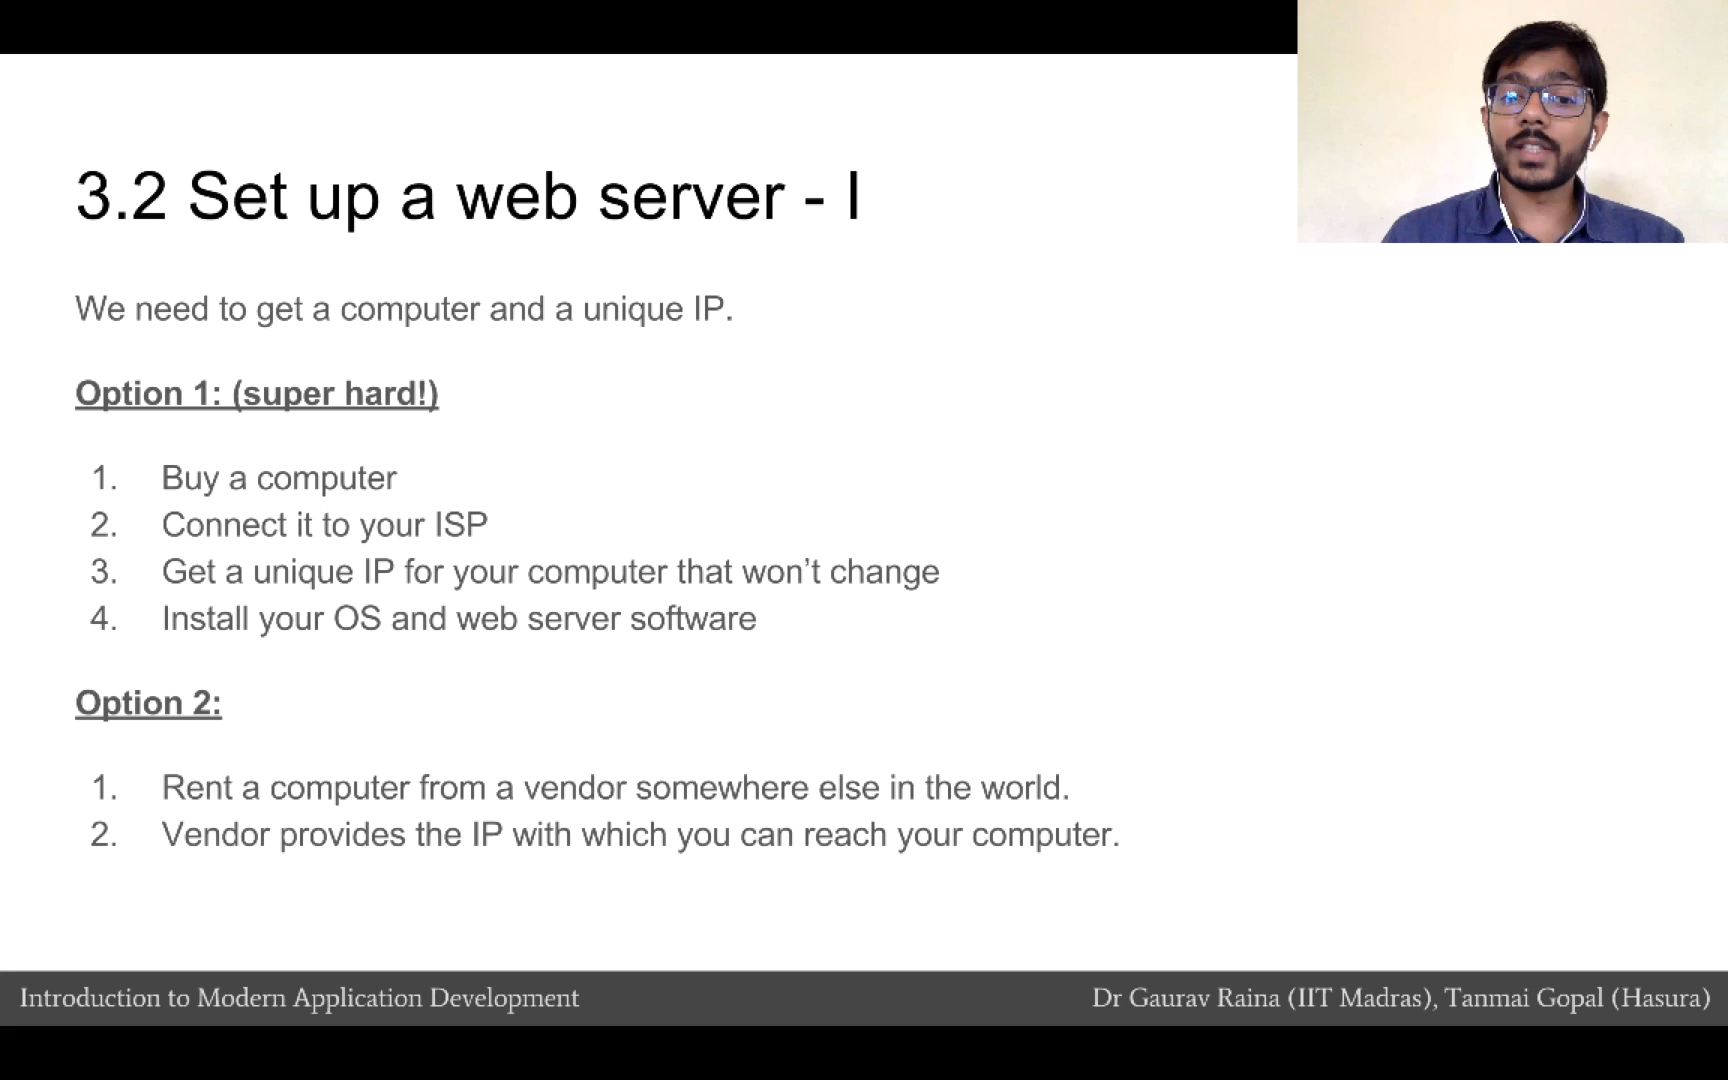 3.2 Set up a web server - I
We need to get a computer and a unique IP.
Option 1: (super hard!)
1. Buy a computer
2. Connect it to your ISP
3. Get a unique IP for your computer that won’t change
4. Install your OS and web server software
Option 2:
1. Rent a computer from a vendor somewhere else in the world.
2. Vendor provides the IP with which you can reach your computer.
Introduction to Modern Application Development
Dr Gaurav Raina (IIT Madras), Tanmai Gopal (Hasura)